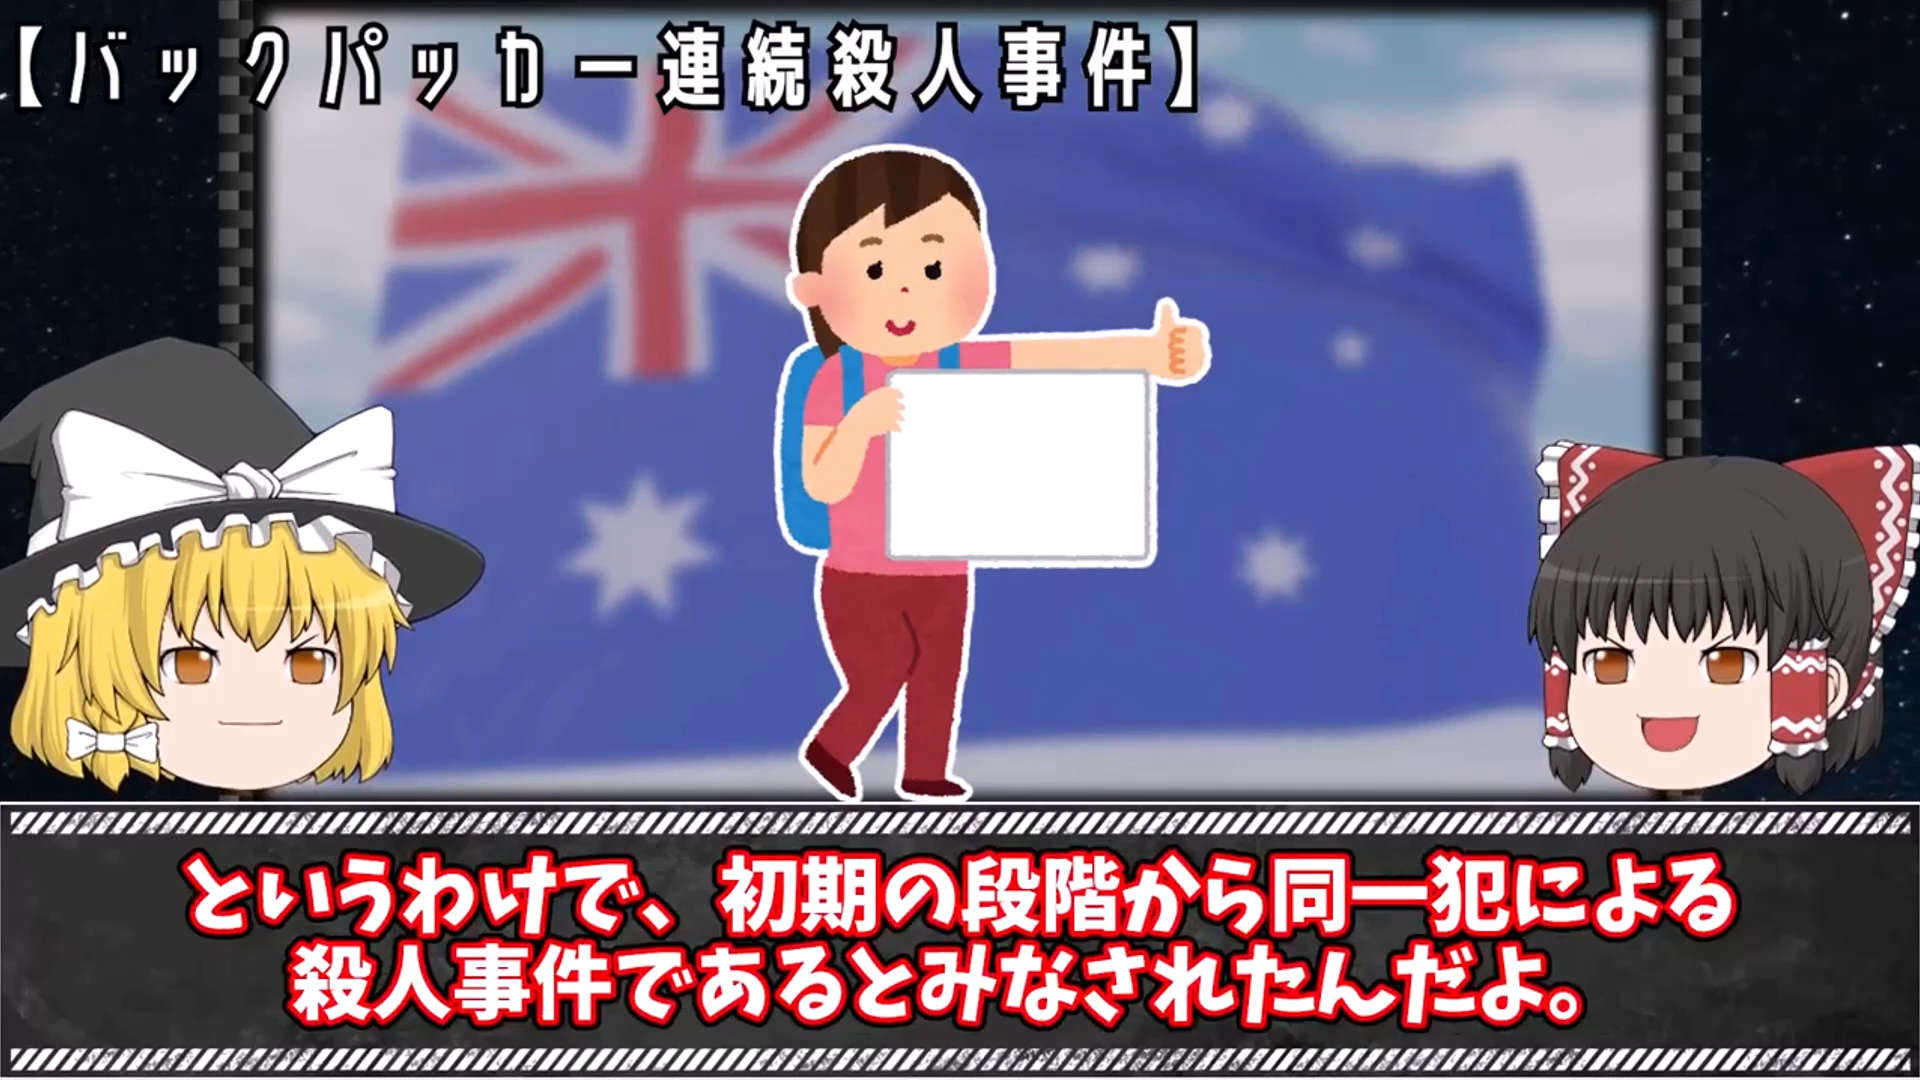 【バックパッカー連続殺人事件】
というわけで、初期の段階から同一犯による
殺人事件であるとみなされたんだよ。